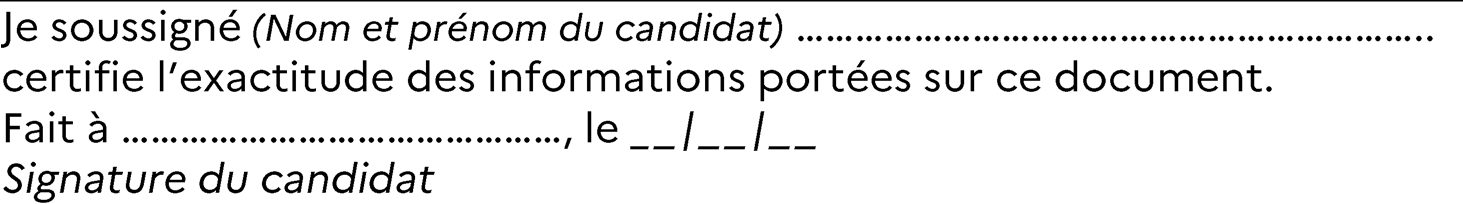 Je soussigné (Nom et prénom du candidat) ………………………………………………………..
certifie l’exactitude des informations portées sur ce document.
Fait à ………………………………………, le __/__/__
Signature du candidat